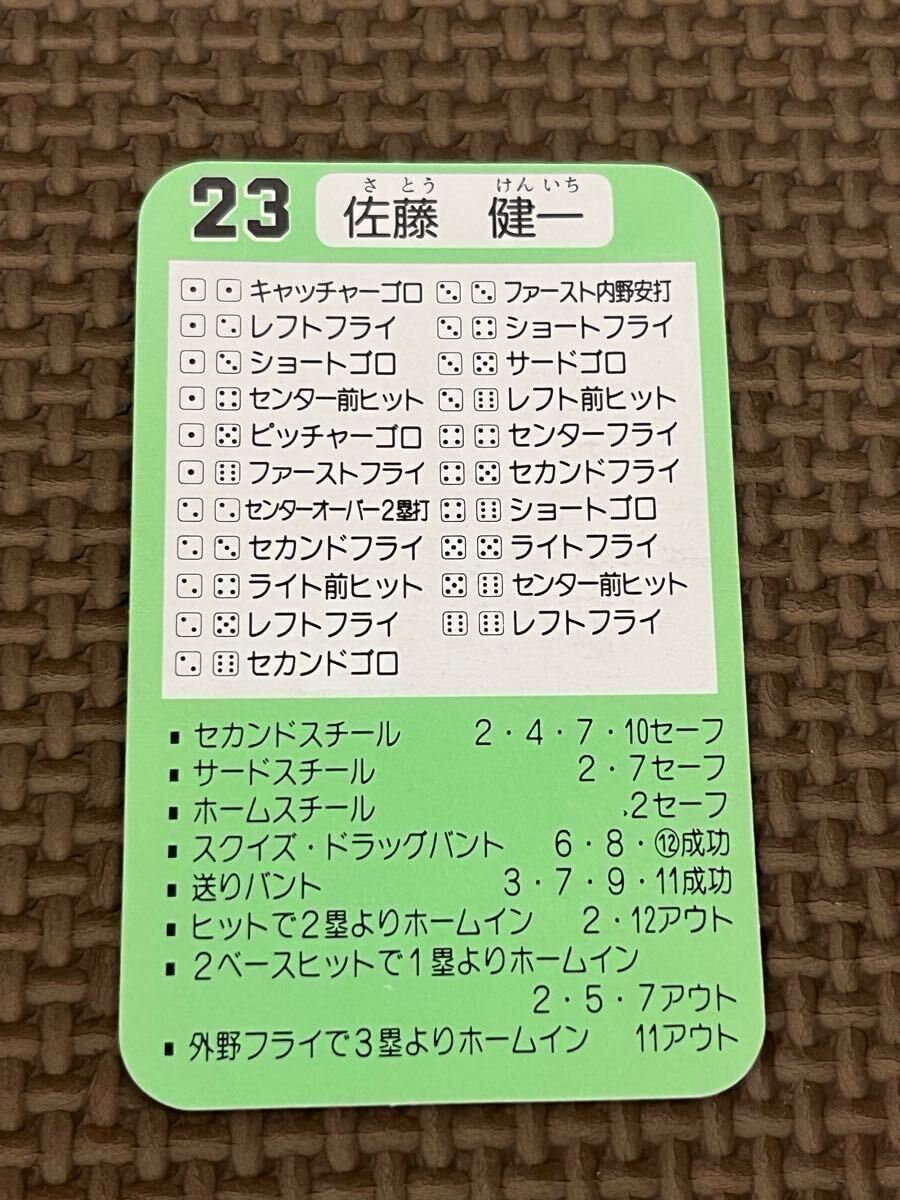 23 佐藤 健一
さ とう けん いち
キャッチャーゴロ
レフトフライ
ショートゴロ
センター前ヒット
ピッチャーゴロ
ファーストフライ
センターオーバー2塁打
セカンドフライ
ライト前ヒット
レフトフライ
セカンドゴロ
ファースト内野安打
ショートフライ
サードゴロ
レフト前ヒット
センターフライ
セカンドフライ
ショートゴロ
ライトフライ
センター前ヒット
レフトフライ
■ セカンドスチール 2・4・7・10セーフ
■ サードスチール 2・7セーフ
■ ホームスチール 2セーフ
■ スクイズ・ドラッグバント 6・8・⑫成功
■ 送りバント 3・7・9・11成功
■ ヒットで2塁よりホームイン 2・12アウト
■ 2ベースヒットで1塁よりホームイン
2・5・7アウト
■ 外野フライで3塁よりホームイン 11アウト